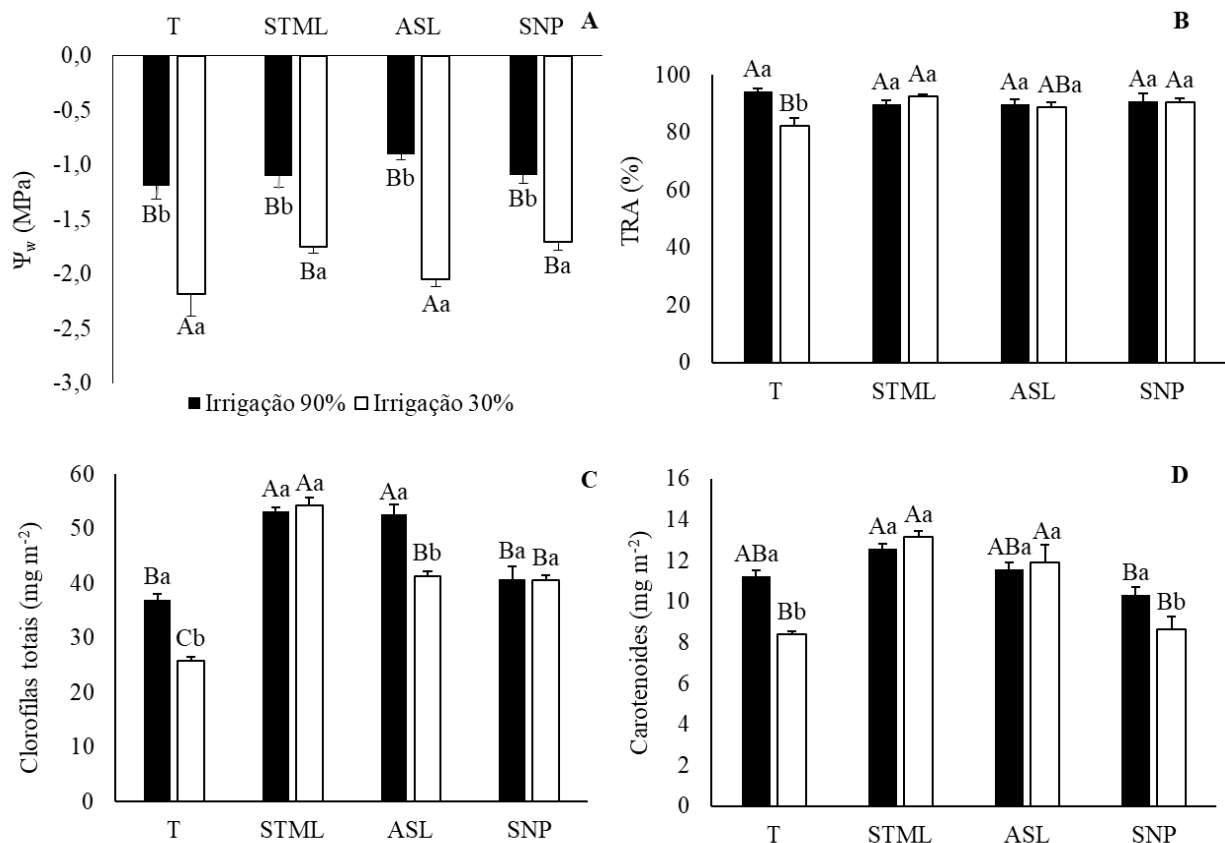 T STML ASL SNP A
0,0
-0,5
-1,0
-1,5
-2,0
-2,5
-3,0
Ψw (MPa)
Bb Aa Bb Ba Bb Aa Bb Ba
■ Irrigação 90% □ Irrigação 30%
B
100
80
60
40
20
0
TRA (%)
Aa Bb Aa Aa Aa ABa Aa Aa
T STML ASL SNP
C
60
50
40
30
20
10
0
Clorofilas totais (mg m-2)
Ba Cb Aa Aa Aa Bb Ba Ba
T STML ASL SNP
D
16
14
12
10
8
6
4
2
0
Carotenoides (mg m-2)
ABa Bb Aa Aa ABa Aa Ba Bb
T STML ASL SNP